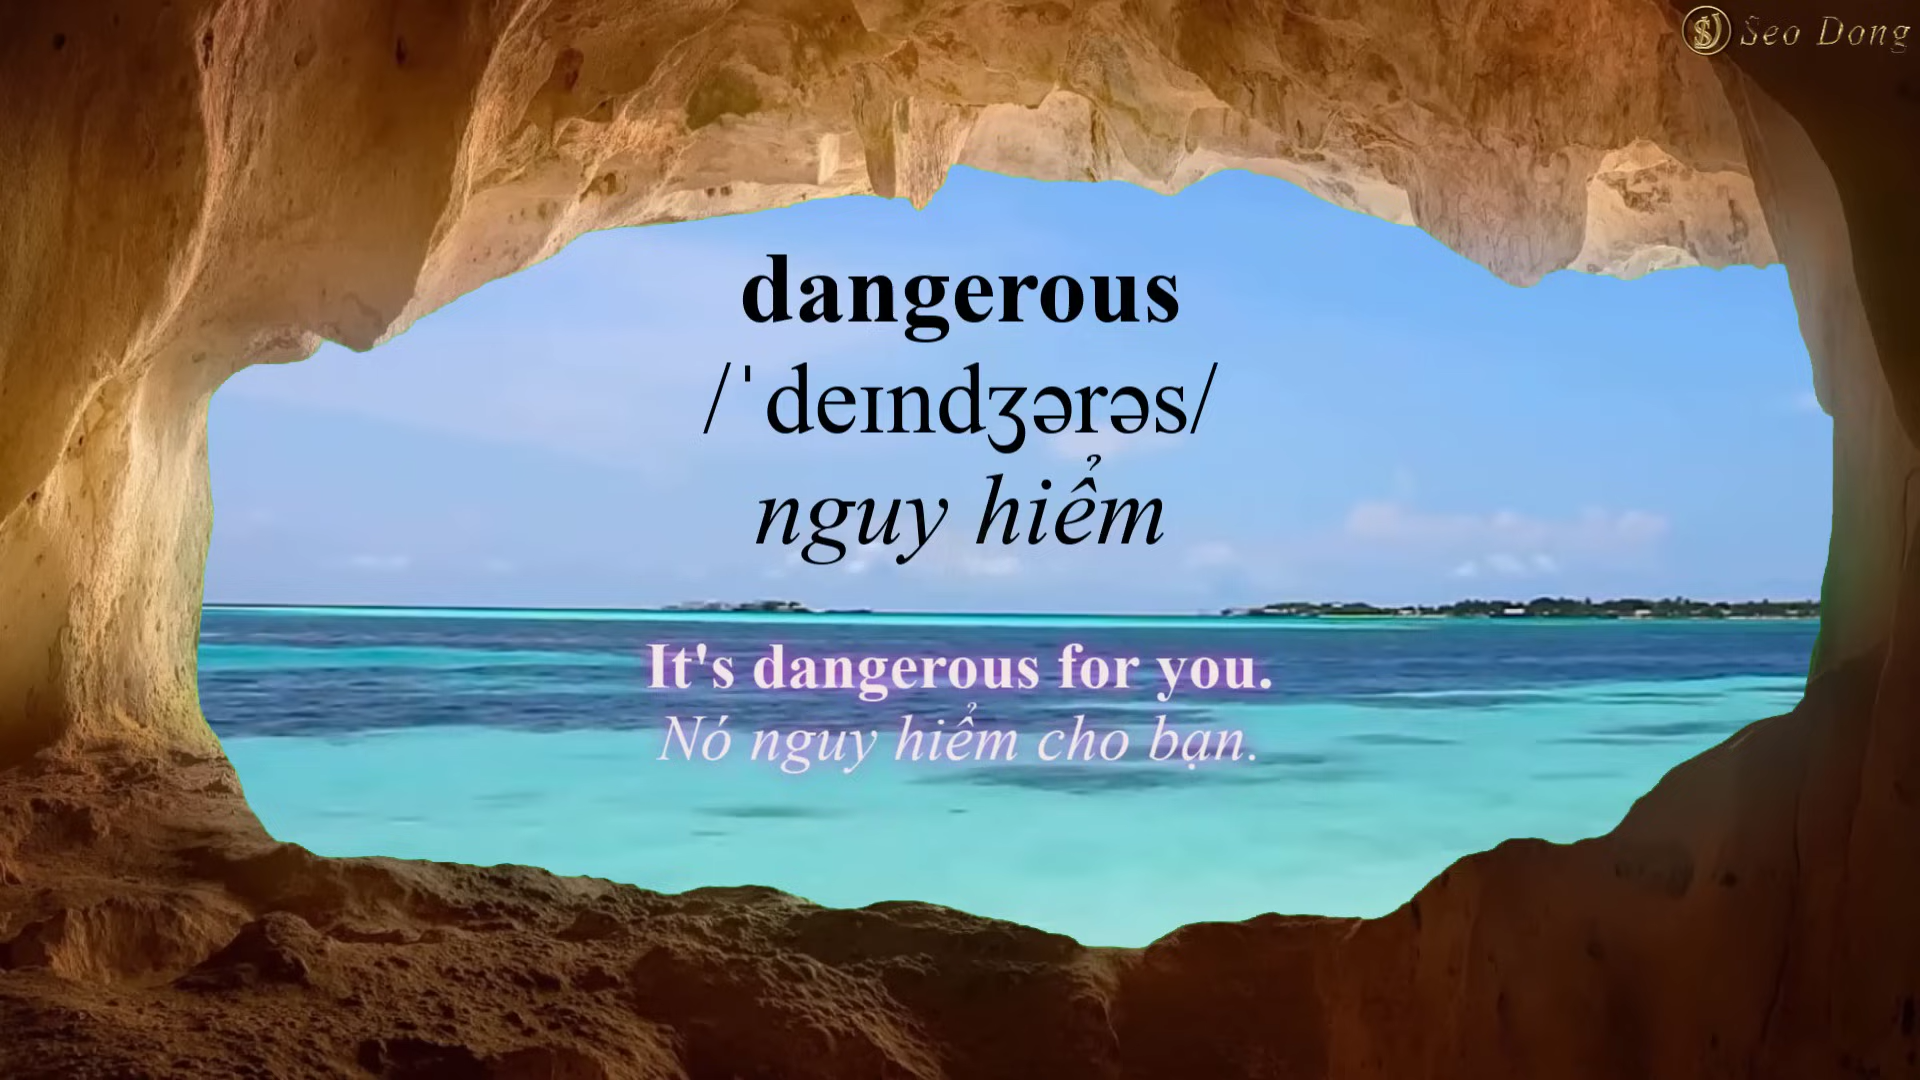 Seo Dong
dangerous
/ˈdeɪndʒərəs/
nguy hiểm
It's dangerous for you.
Nó nguy hiểm cho bạn.